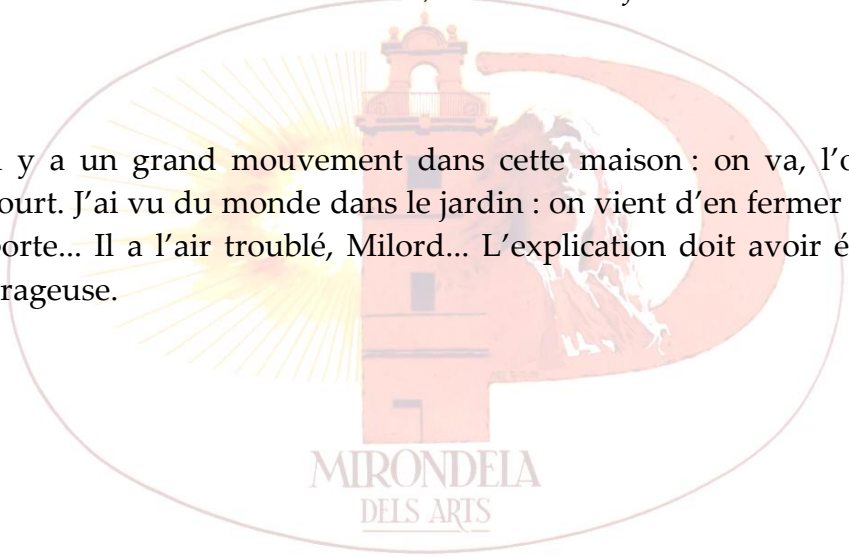 y a un grand mouvement dans cette maison : on va, l’o
ourt. J’ai vu du monde dans le jardin : on vient d’en fermer
orte... Il a l’air troublé, Milord... L’explication doit avoir é
rageuse.
MIRONDELA
DELS ARTS